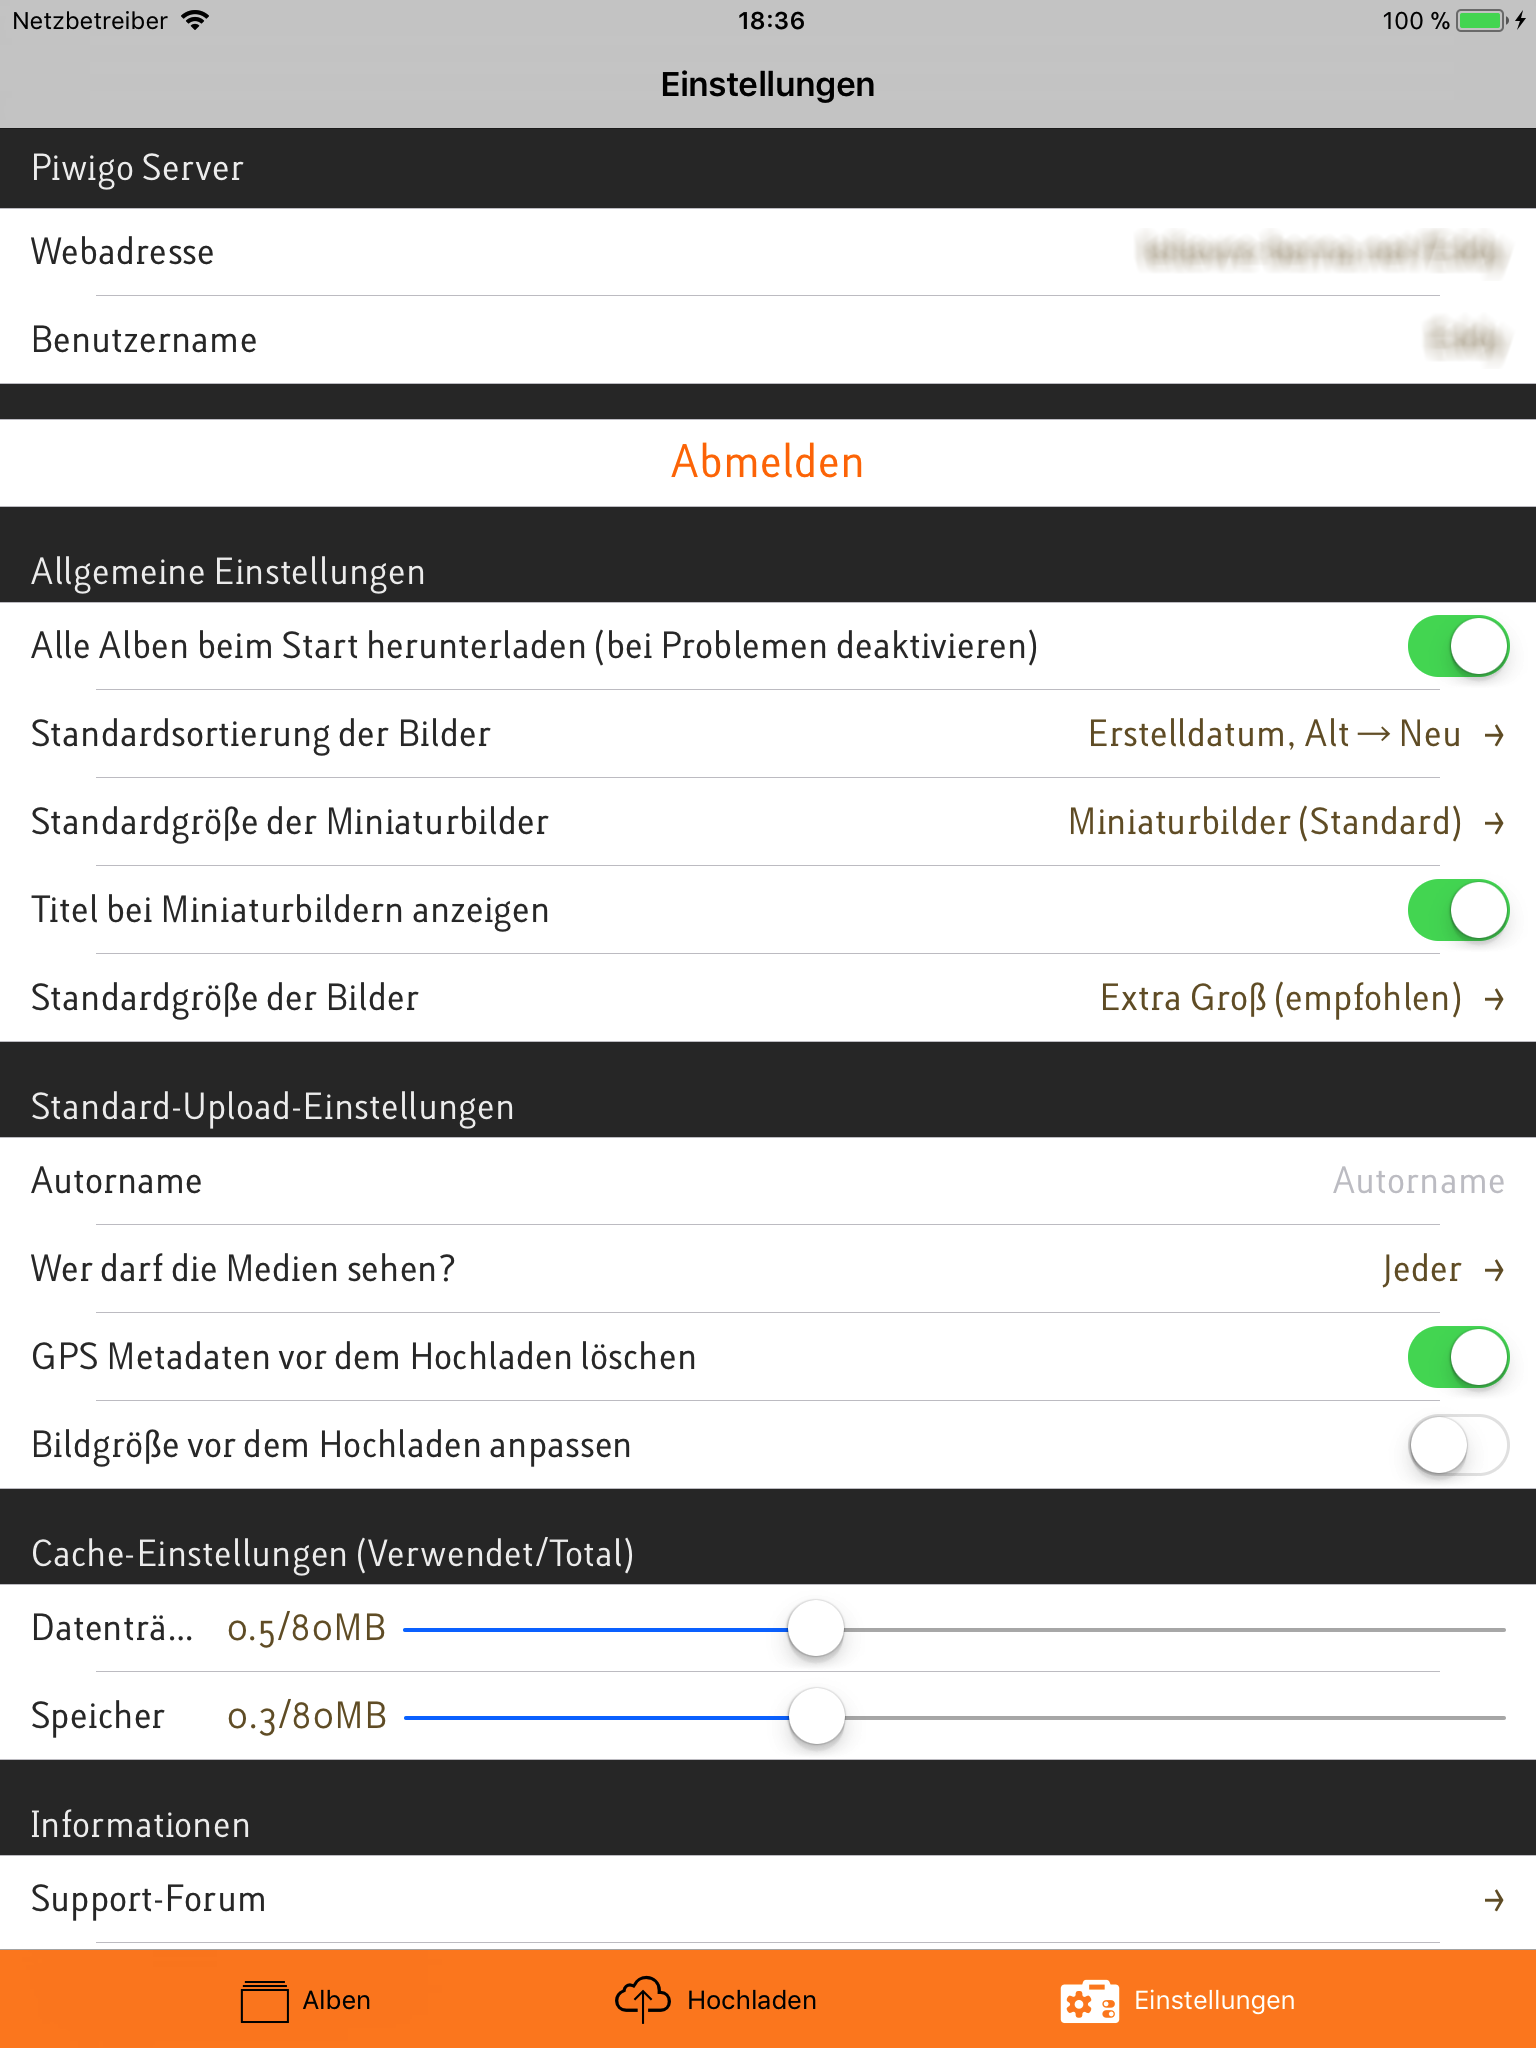 Netzbetreiber 18:36 100 %
Einstellungen
Piwigo Server
Webadresse
Benutzername
Abmelden
Allgemeine Einstellungen
Alle Alben beim Start herunterladen (bei Problemen deaktivieren)
Standardsortierung der Bilder Erstelldatum, Alt → Neu →
Standardgröße der Miniaturbilder Miniaturbilder (Standard) →
Titel bei Miniaturbildern anzeigen
Standardgröße der Bilder Extra Groß (empfohlen) →
Standard-Upload-Einstellungen
Autorname Autorname
Wer darf die Medien sehen? Jeder →
GPS Metadaten vor dem Hochladen löschen
Bildgröße vor dem Hochladen anpassen
Cache-Einstellungen (Verwendet/Total)
Datenträ... 0.5/80MB
Speicher 0.3/80MB
Informationen
Support-Forum →
Alben Hochladen Einstellungen